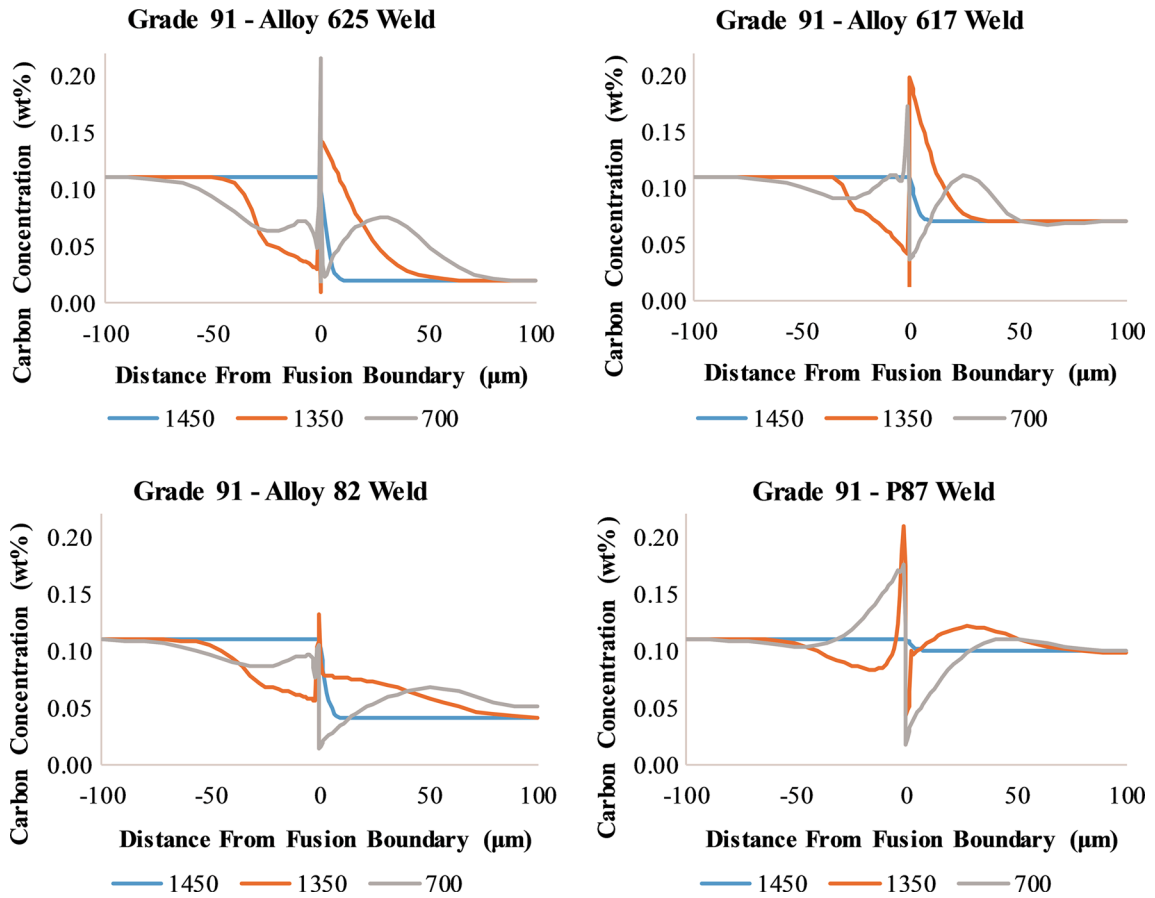 Grade 91 - Alloy 625 Weld
Carbon Concentration (wt%)
0.20
0.15
0.10
0.05
0.00
-100 -50 0 50 100
Distance From Fusion Boundary (μm)
1450 1350 700
Grade 91 - Alloy 617 Weld
Carbon Concentration (wt%)
0.20
0.15
0.10
0.05
0.00
-100 -50 0 50 100
Distance From Fusion Boundary (μm)
1450 1350 700
Grade 91 - Alloy 82 Weld
Carbon Concentration (wt%)
0.20
0.15
0.10
0.05
0.00
-100 -50 0 50 100
Distance From Fusion Boundary (μm)
1450 1350 700
Grade 91 - P87 Weld
Carbon Concentration (wt%)
0.20
0.15
0.10
0.05
0.00
-100 -50 0 50 100
Distance From Fusion Boundary (μm)
1450 1350 700